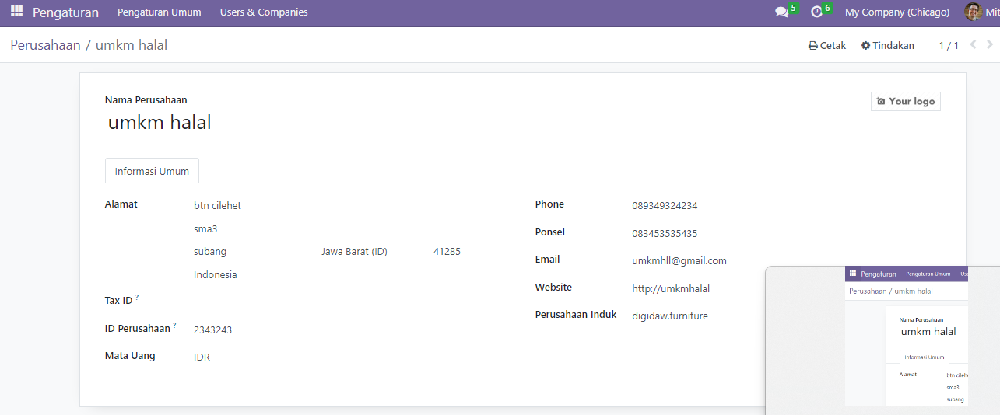 Pengaturan Pengaturan Umum Users & Companies 5 6 My Company (Chicago) Mit
Perusahaan / umkm halal Cetak Tindakan 1 / 1
Nama Perusahaan
umkm halal
Your logo
Informasi Umum
Alamat btn cilehet
sma3
subang Jawa Barat (ID) 41285
Indonesia
Tax ID ?
ID Perusahaan ? 2343243
Mata Uang IDR
Phone 089349324234
Ponsel 083453535435
Email umkmhll@gmail.com
Website http://umkmhalal
Perusahaan Induk digidaw.furniture
Pengaturan Pengaturan Umum Use
Perusahaan / umkm halal
Nama Perusahaan
umkm halal
Informasi Umum
Alamat btn cileh
sma3
subang